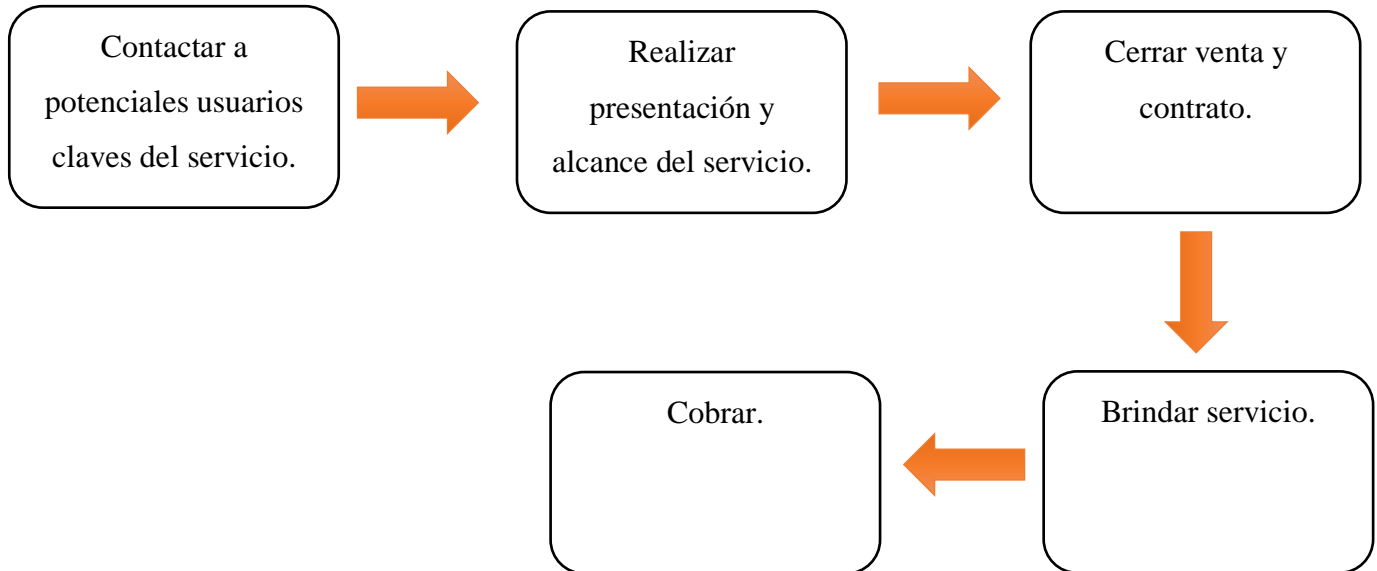 Contactar a
potenciales usuarios
claves del servicio.
Realizar
presentación y
alcance del servicio.
Cerrar venta y
contrato.
Brindar servicio.
Cobrar.